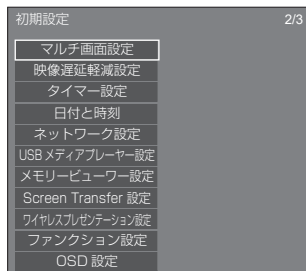 初期設定 2/3
マルチ画面設定
映像遅延軽減設定
タイマー設定
日付と時刻
ネットワーク設定
USB メディアプレーヤー設定
メモリービューワー設定
Screen Transfer 設定
ワイヤレスプレゼンテーション設定
ファンクション設定
OSD 設定